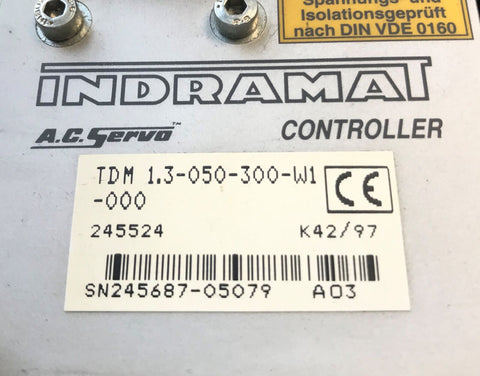 Spannungs- und
Isolationsgeprüft
nach DIN VDE 0160
INDRAMAT
A.C. Servo™ CONTROLLER
TDM 1.3-050-300-W1
-000
CE
245524 K42/97
SN245687-05079 A03